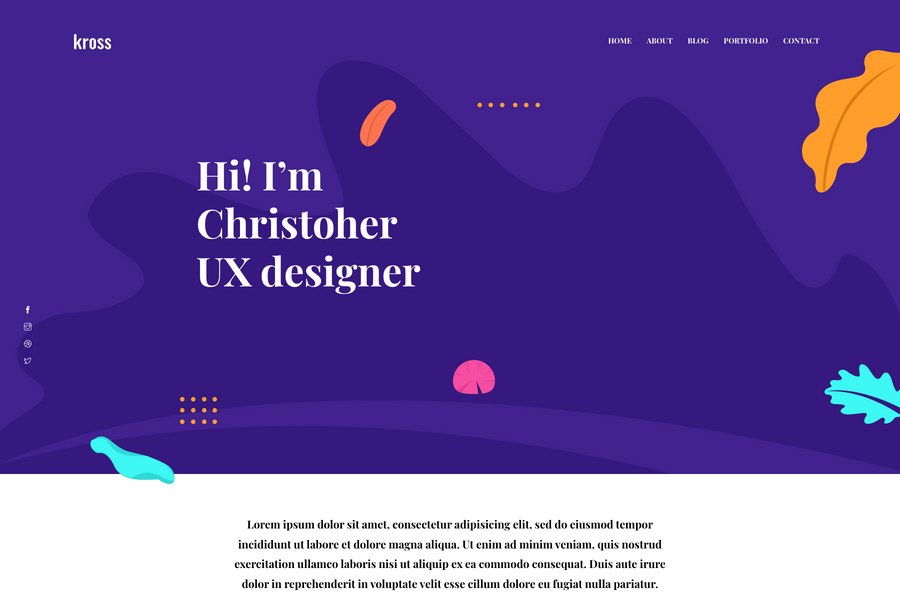 kross
HOME ABOUT BLOG PORTFOLIO CONTACT
Hi! I’m
Christoher
UX designer
Lorem ipsum dolor sit amet, consectetur adipisicing elit, sed do eiusmod tempor
incididunt ut labore et dolore magna aliqua. Ut enim ad minim veniam, quis nostrud
exercitation ullamco laboris nisi ut aliquip ex ea commodo consequat. Duis aute irure
dolor in reprehenderit in voluptate velit esse cillum dolore eu fugiat nulla pariatur.